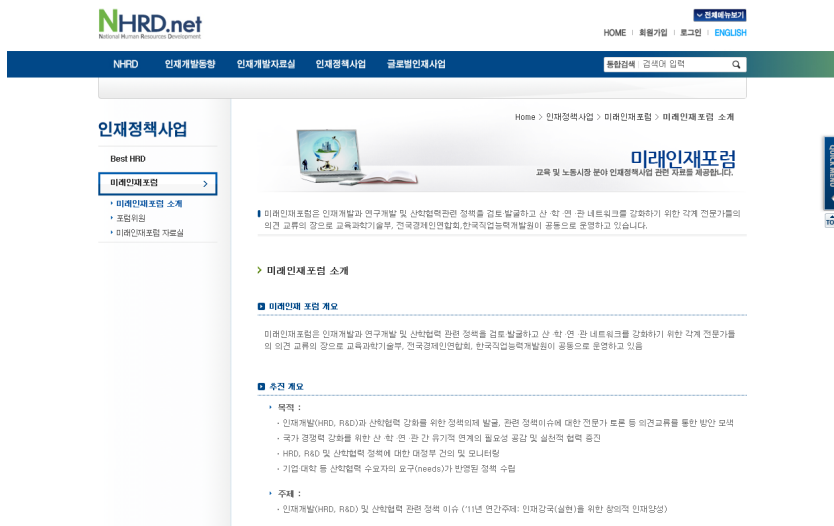 NHRD.net
National Human Resources Development
전체메뉴보기
HOME | 회원가입 | 로그인 | ENGLISH
NHRD 인재개발동향 인재개발자료실 인재정책사업 글로벌인재사업
통합검색 검색어 입력
Home > 인재정책사업 > 미래인재포럼 > 미래인재포럼 소개
인재정책사업
Best HRD
미래인재포럼
미래인재포럼 소개
포럼위원
미래인재포럼 자료실
미래인재포럼
교육 및 노동시장 분야 인재정책사업 관련 자료를 제공합니다.
QUICK MENU
미래인재포럼은 인재개발과 연구개발 및 산학협력관련 정책을 검토·발굴하고 산·학·연·관 네트워크를 강화하기 위한 각계 전문가들의
의견 교류의 장으로 교육과학기술부, 전국경제인연합회,한국직업능력개발원이 공동으로 운영하고 있습니다.
미래인재포럼 소개
미래인재 포럼 개요
미래인재포럼은 인재개발과 연구개발 및 산학협력 관련 정책을 검토·발굴하고 산·학·연·관 네트워크를 강화하기 위한 각계 전문가들
의 의견 교류의 장으로 교육과학기술부, 전국경제인연합회, 한국직업능력개발원이 공동으로 운영하고 있음
추진 개요
목적 :
· 인재개발(HRD, R&D)과 산학협력 강화를 위한 정책의제 발굴, 관련 정책이슈에 대한 전문가 토론 등 의견교류를 통한 방안 모색
· 국가 경쟁력 강화를 위한 산·학·연·관 간 유기적 연계의 필요성 공감 및 실천적 협력 증진
· HRD, R&D 및 산학협력 정책에 대한 대정부 건의 및 모니터링
· 기업·대학 등 산학협력 수요자의 요구(needs)가 반영된 정책 수립
주제 :
· 인재개발(HRD, R&D) 및 산학협력 관련 정책 이슈 ('11년 연간주제: 인재강국(실현)을 위한 창의적 인재양성)